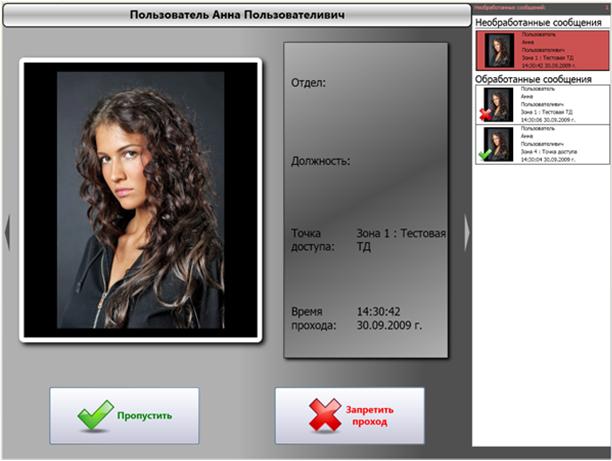 Пользователь Анна Пользователивич
Необработанные сообщений: 1
Необработанные сообщения
Пользователь
Анна
Пользователивич
Зона 1 : Тестовая ТД
14:30:42 30.09.2009 г.
Обработанные сообщения
Пользователь
Анна
Пользователивич
Зона 1 : Тестовая ТД
14:30:06 30.09.2009 г.
Пользователь
Анна
Пользователивич
Зона 4 : Точка доступа
14:30:04 30.09.2009 г.
Отдел:
Должность:
Точка Зона 1 : Тестовая
доступа: ТД
Время 14:30:42
прохода: 30.09.2009 г.
Пропустить
Запретить
проход